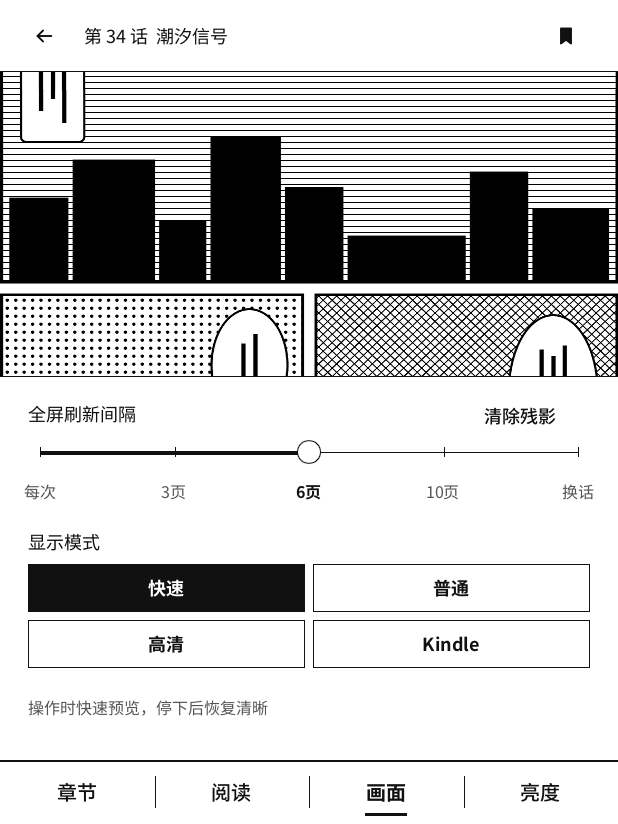 第 34 话 潮汐信号
全屏刷新间隔 清除残影
每次 3页 6页 10页 换话
显示模式
快速 普通
高清 Kindle
操作时快速预览，停下后恢复清晰
章节 阅读 画面 亮度